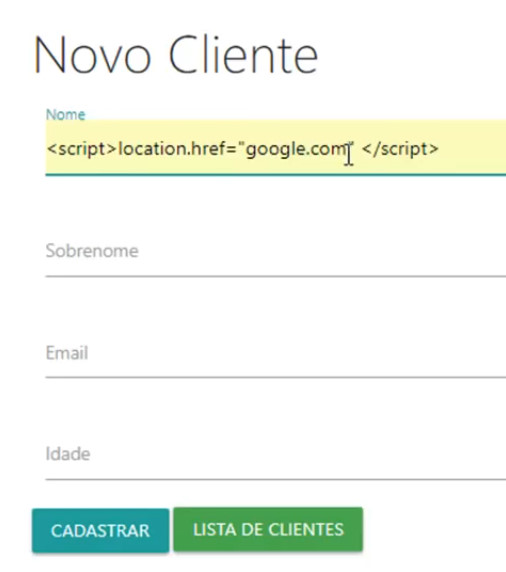 Novo Cliente
Nome
<script>location.href="google.com" </script>
Sobrenome
Email
Idade
CADASTRAR LISTA DE CLIENTES